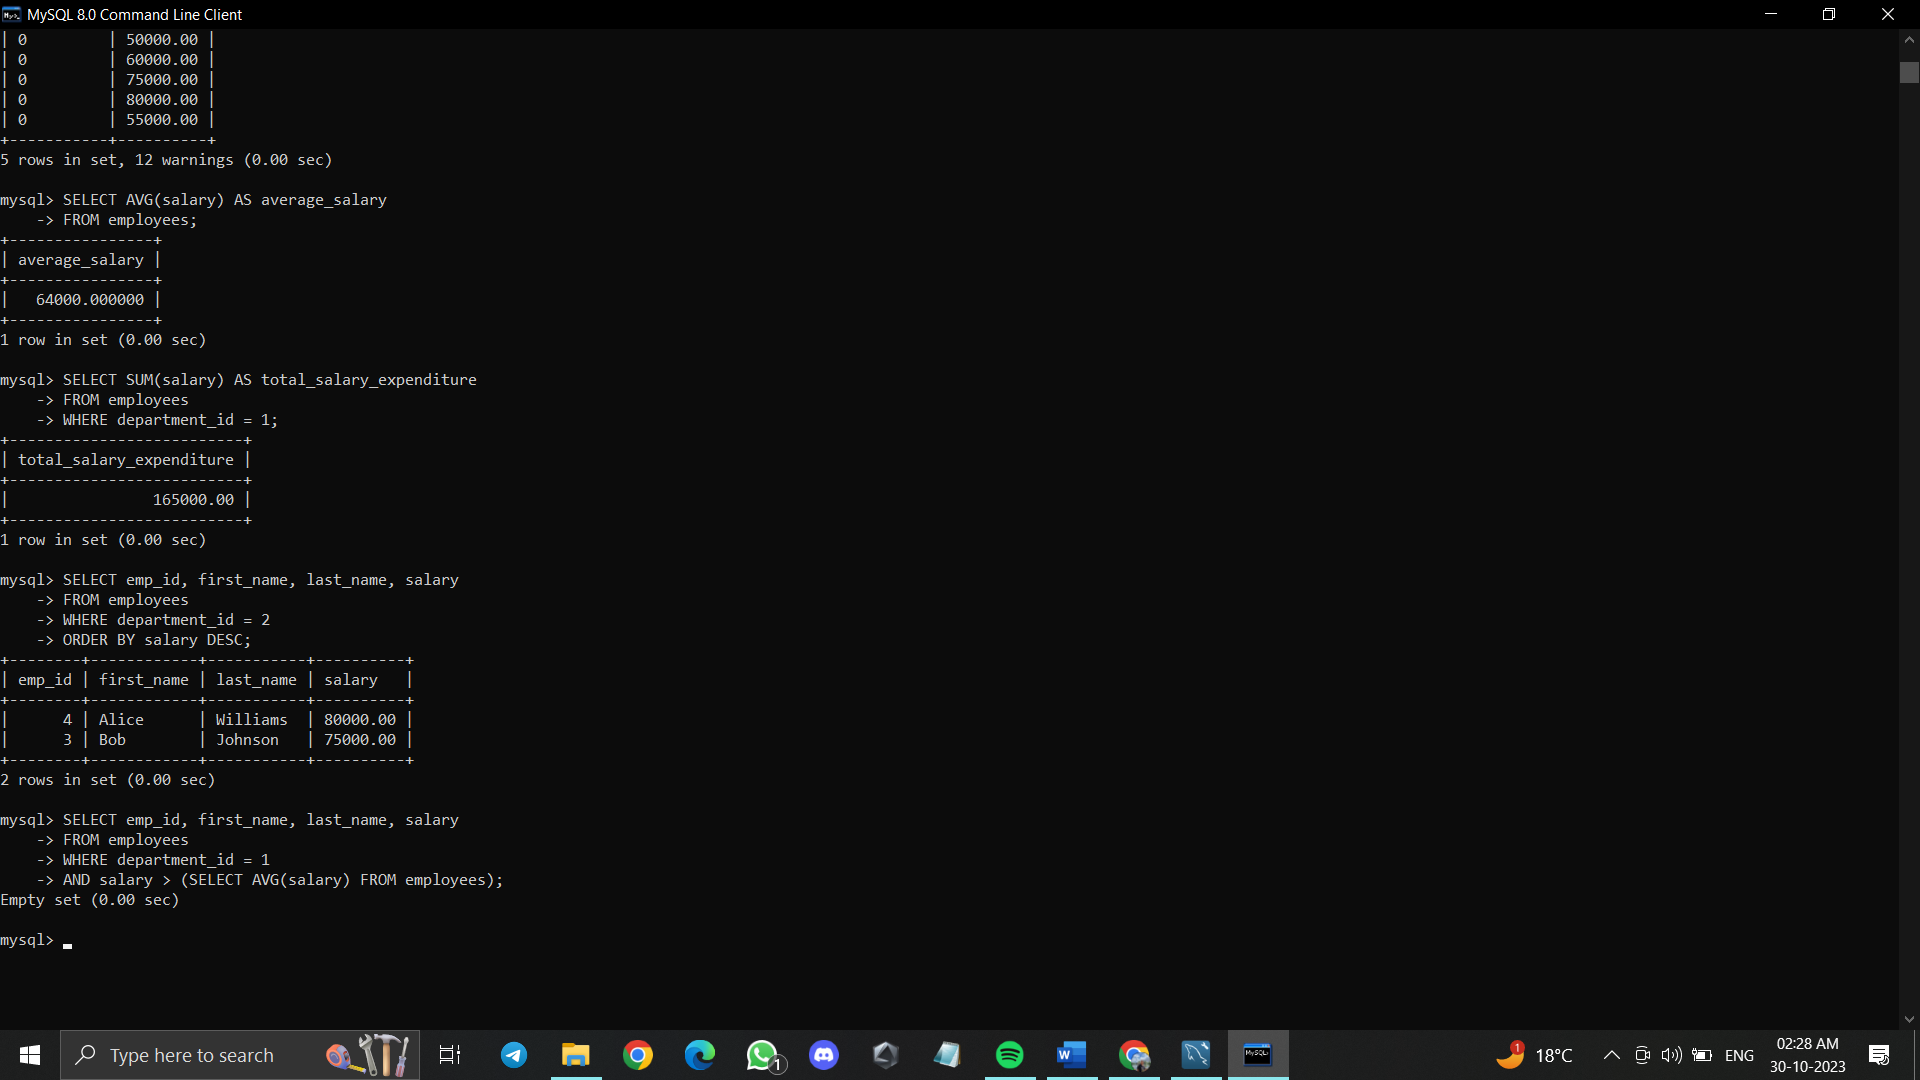 MySQL 8.0 Command Line Client
| 0         | 50000.00 |
| 0         | 60000.00 |
| 0         | 75000.00 |
| 0         | 80000.00 |
| 0         | 55000.00 |
+-----------+----------+
5 rows in set, 12 warnings (0.00 sec)
mysql> SELECT AVG(salary) AS average_salary
    -> FROM employees;
+----------------+
| average_salary |
+----------------+
|   64000.000000 |
+----------------+
1 row in set (0.00 sec)
mysql> SELECT SUM(salary) AS total_salary_expenditure
    -> FROM employees
    -> WHERE department_id = 1;
+--------------------------+
| total_salary_expenditure |
+--------------------------+
|                165000.00 |
+--------------------------+
1 row in set (0.00 sec)
mysql> SELECT emp_id, first_name, last_name, salary
    -> FROM employees
    -> WHERE department_id = 2
    -> ORDER BY salary DESC;
+--------+------------+-----------+----------+
| emp_id | first_name | last_name | salary   |
+--------+------------+-----------+----------+
|      4 | Alice      | Williams  | 80000.00 |
|      3 | Bob        | Johnson   | 75000.00 |
+--------+------------+-----------+----------+
2 rows in set (0.00 sec)
mysql> SELECT emp_id, first_name, last_name, salary
    -> FROM employees
    -> WHERE department_id = 1
    -> AND salary > (SELECT AVG(salary) FROM employees);
Empty set (0.00 sec)
mysql>
Type here to search
1
W
MySQL
1
18°C
ENG
02:28 AM
30-10-2023